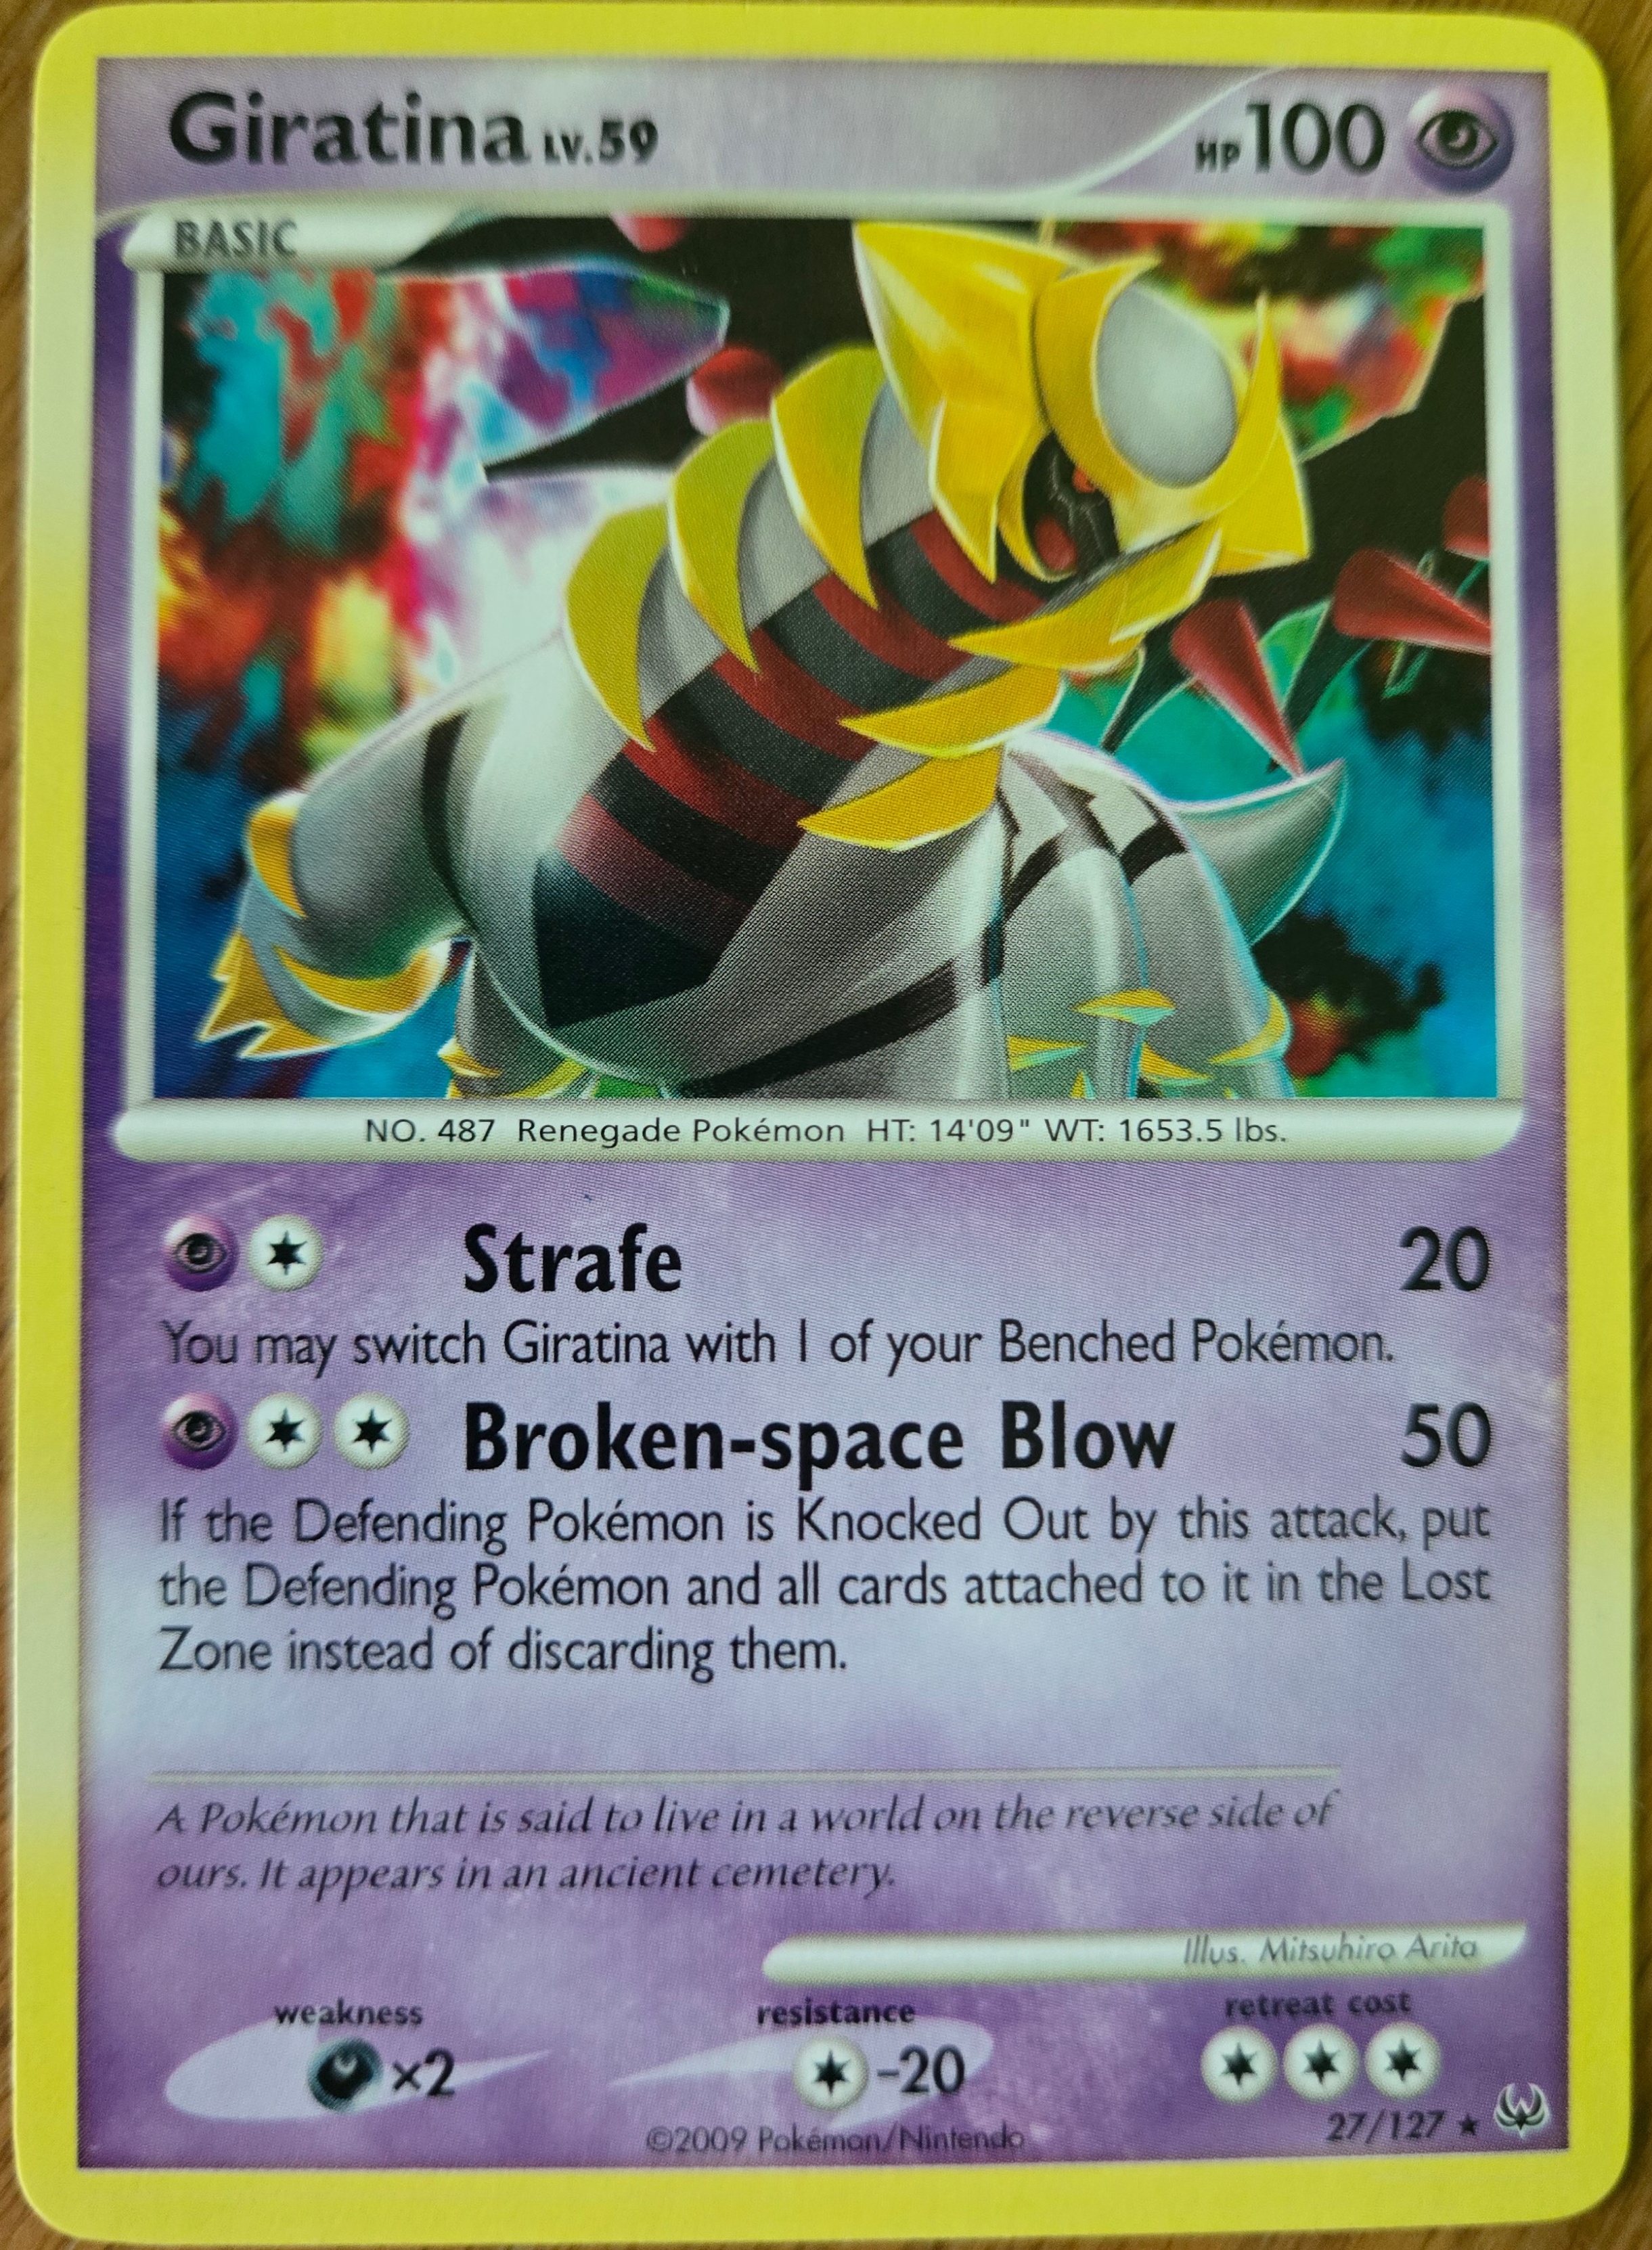 Giratina LV.59 HP 100
BASIC
NO. 487 Renegade Pokémon HT: 14'09" WT: 1653.5 lbs.
Strafe 20
You may switch Giratina with 1 of your Benched Pokémon.
Broken-space Blow 50
If the Defending Pokémon is Knocked Out by this attack, put
the Defending Pokémon and all cards attached to it in the Lost
Zone instead of discarding them.
A Pokémon that is said to live in a world on the reverse side of
ours. It appears in an ancient cemetery.
Illus. Mitsuhiro Arita
weakness resistance retreat cost
×2 -20
©2009 Pokémon/Nintendo 27/127